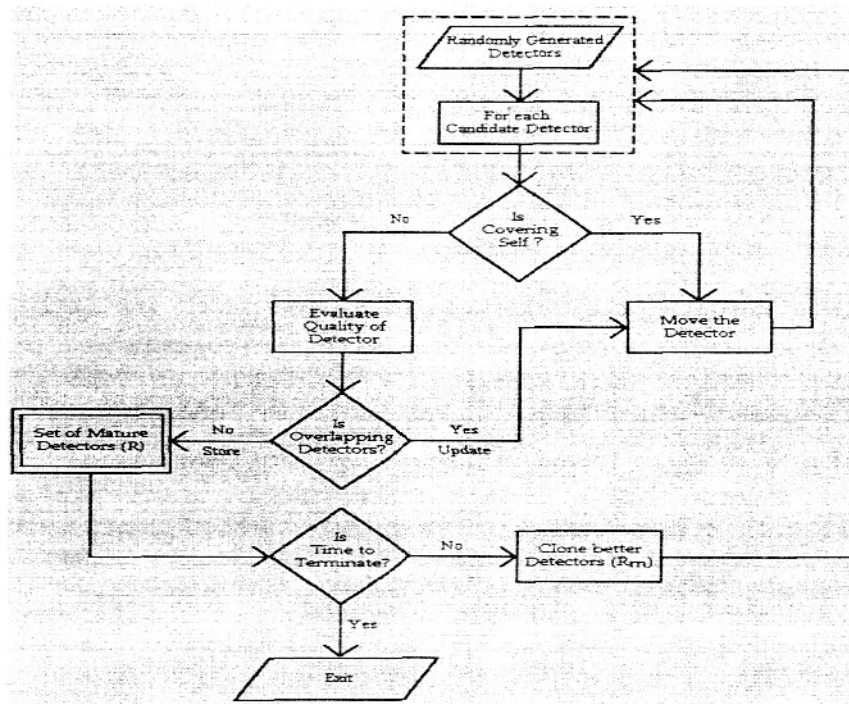 Randomly Generated
Detectors
For each
Candidate Detector
Is
Covering
Self ?
No
Yes
Evaluate
Quality of
Detector
Move the
Detector
Is
Overlapping
Detectors?
No
Store
Yes
Update
Set of Mature
Detectors (R)
Is
Time to
Terminate?
No
Clone better
Detectors (Rm)
Yes
Exit